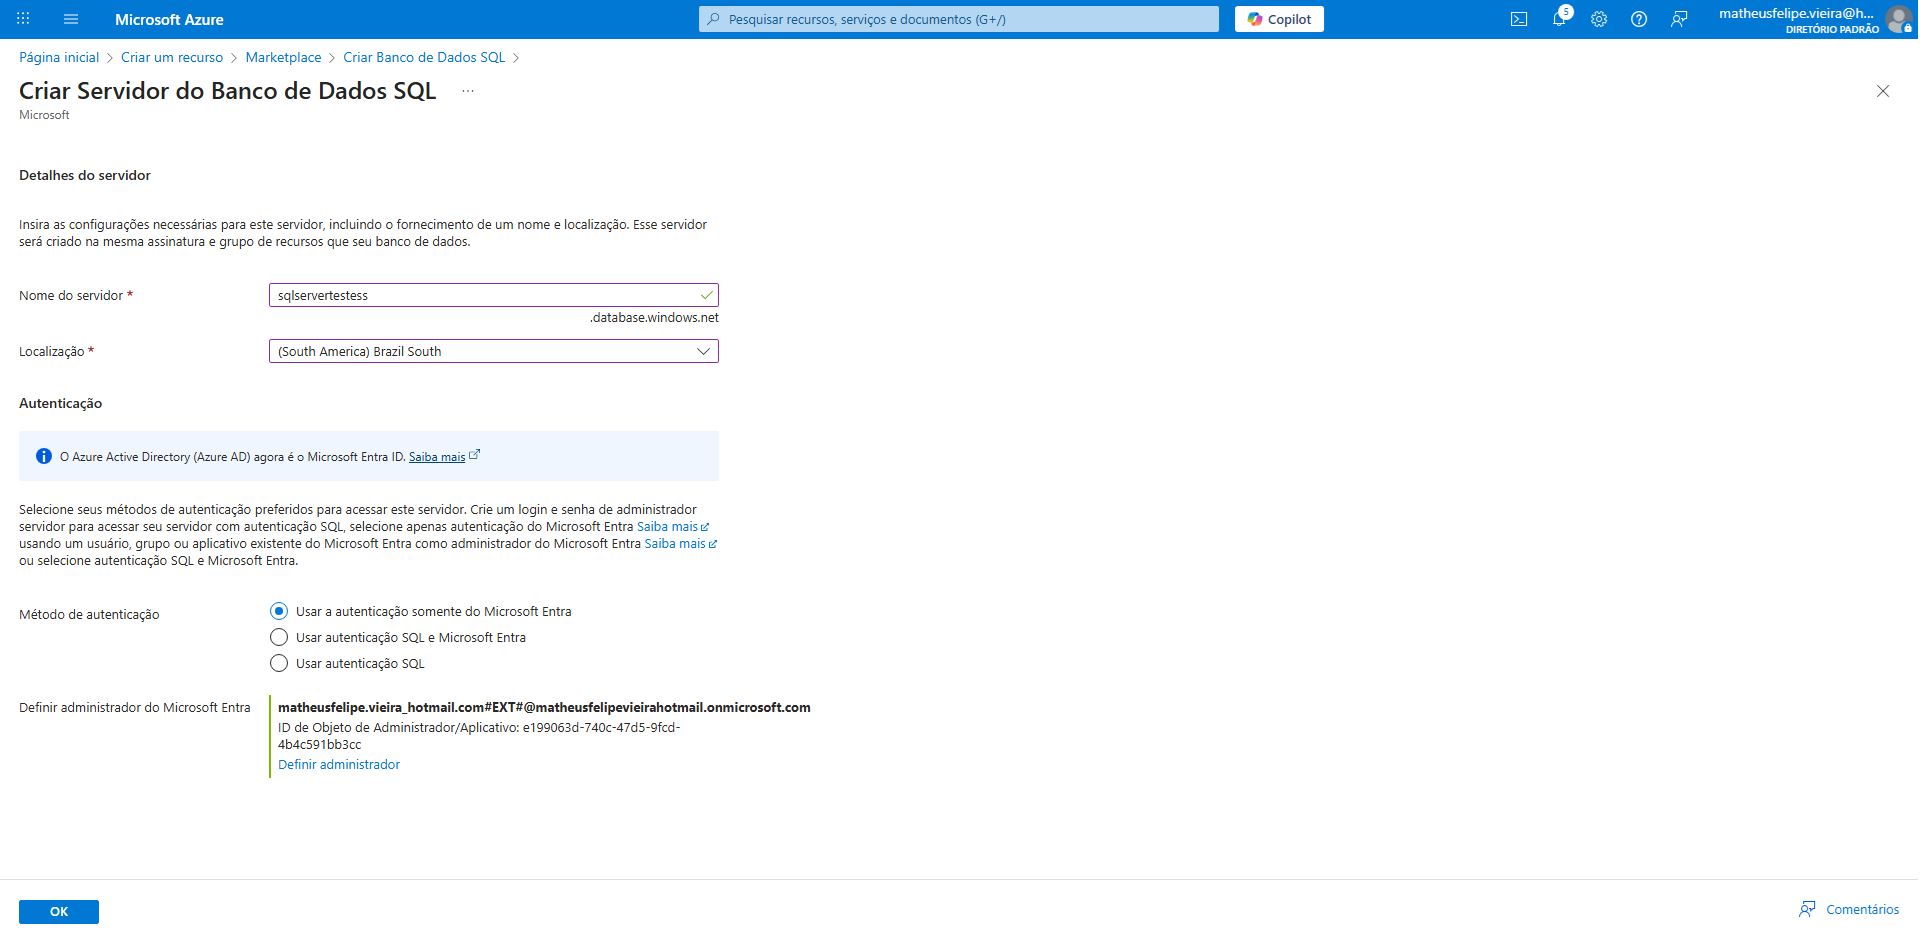 Microsoft Azure
Pesquisar recursos, serviços e documentos (G+/)
Copilot
5
matheusfelipe.vieira@h...
DIRETÓRIO PADRÃO
Página inicial > Criar um recurso > Marketplace > Criar Banco de Dados SQL >
Criar Servidor do Banco de Dados SQL ...
Microsoft
Detalhes do servidor
Insira as configurações necessárias para este servidor, incluindo o fornecimento de um nome e localização. Esse servidor
será criado na mesma assinatura e grupo de recursos que seu banco de dados.
Nome do servidor *
sqlservertestess
.database.windows.net
Localização *
(South America) Brazil South
Autenticação
O Azure Active Directory (Azure AD) agora é o Microsoft Entra ID. Saiba mais
Selecione seus métodos de autenticação preferidos para acessar este servidor. Crie um login e senha de administrador
servidor para acessar seu servidor com autenticação SQL, selecione apenas autenticação do Microsoft Entra Saiba mais
usando um usuário, grupo ou aplicativo existente do Microsoft Entra como administrador do Microsoft Entra Saiba mais
ou selecione autenticação SQL e Microsoft Entra.
Método de autenticação
Usar a autenticação somente do Microsoft Entra
Usar autenticação SQL e Microsoft Entra
Usar autenticação SQL
Definir administrador do Microsoft Entra
matheusfelipe.vieira_hotmail.com#EXT#@matheusfelipevieirahotmail.onmicrosoft.com
ID de Objeto de Administrador/Aplicativo: e199063d-740c-47d5-9fcd-
4b4c591bb3cc
Definir administrador
OK
Comentários